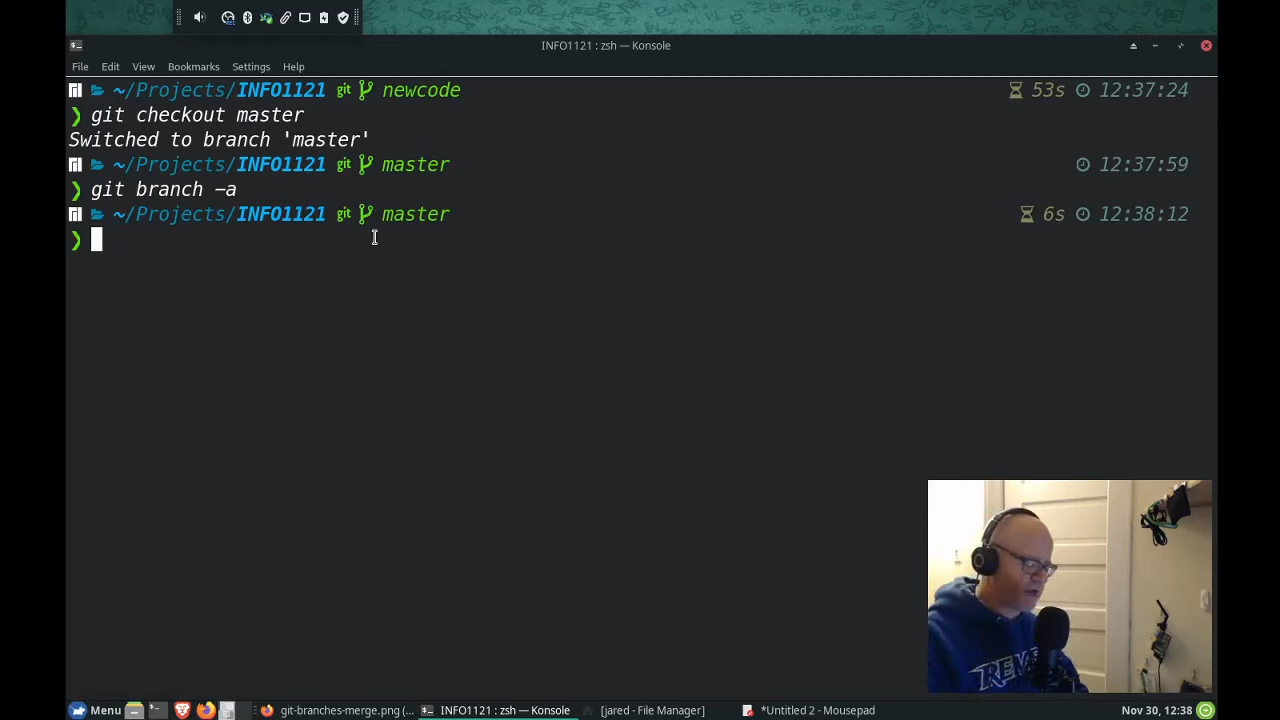 INFO1121 : zsh — Konsole
File Edit View Bookmarks Settings Help
~/Projects/INFO1121 git newcode 53s 12:37:24
❯ git checkout master
Switched to branch 'master'
~/Projects/INFO1121 git master 12:37:59
❯ git branch -a
~/Projects/INFO1121 git master 6s 12:38:12
❯
REME
Menu git-branches-merge.png (... INFO1121 : zsh — Konsole [jared - File Manager] *Untitled 2 - Mousepad Nov 30, 12:38